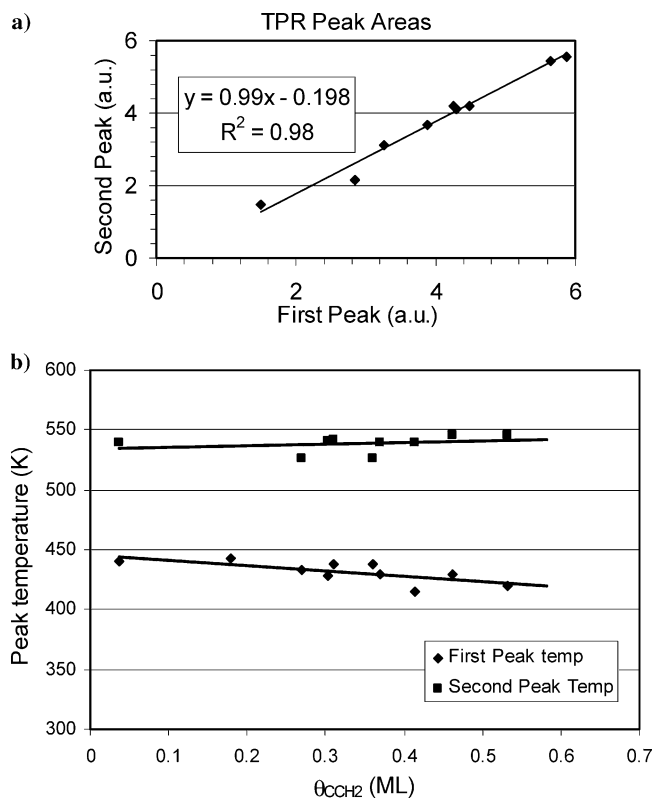 a)
TPR Peak Areas
6
4
2
0
Second Peak (a.u.)
y = 0.99x - 0.198
R² = 0.98
0 2 4 6
First Peak (a.u.)
b)
600
550
500
450
400
350
300
Peak temperature (K)
First Peak temp
Second Peak Temp
0 0.1 0.2 0.3 0.4 0.5 0.6 0.7
θCCH2 (ML)